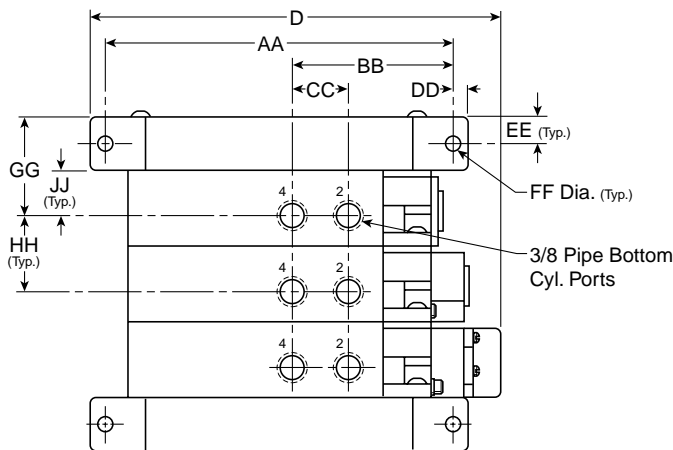 D
AA
BB
CC
DD
EE (Typ.)
GG
JJ
(Typ.)
FF Dia. (Typ.)
4 2
HH
(Typ.)
3/8 Pipe Bottom
Cyl. Ports
4 2
4 2